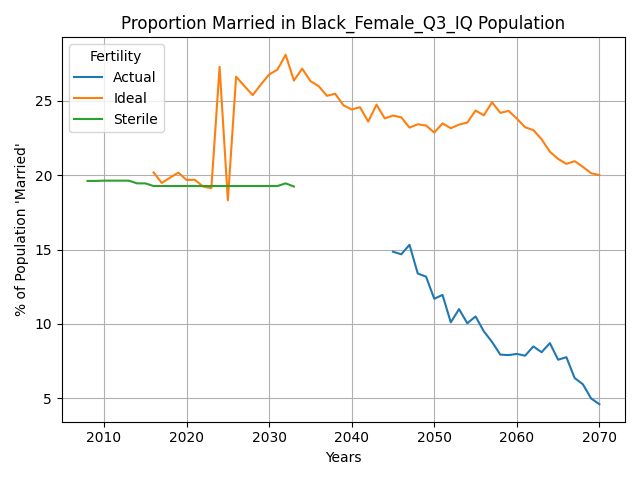 Proportion Married in Black_Female_Q3_IQ Population
% of Population 'Married'
Fertility
Actual
Ideal
Sterile
25
20
15
10
5
2010 2020 2030 2040 2050 2060 2070
Years